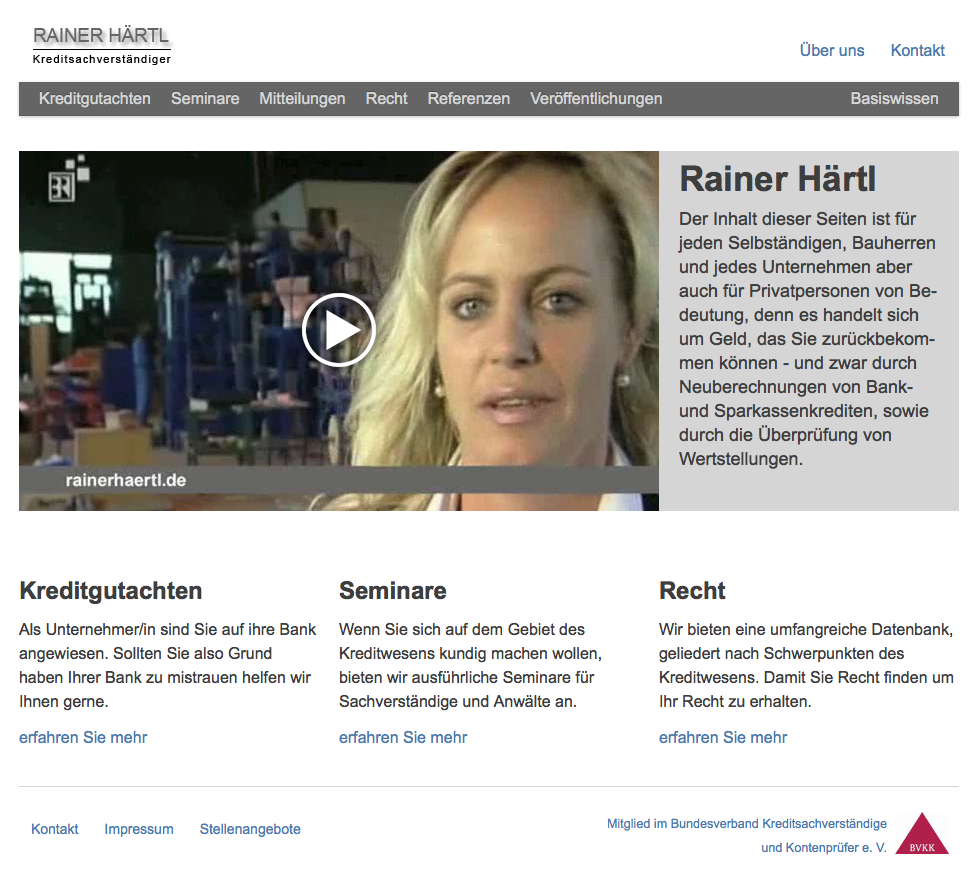 RAINER HÄRTL
Kreditsachverständiger
Über uns Kontakt
Kreditgutachten Seminare Mitteilungen Recht Referenzen Veröffentlichungen Basiswissen
BR
rainerhaertl.de
Rainer Härtl
Der Inhalt dieser Seiten ist für
jeden Selbständigen, Bauherren
und jedes Unternehmen aber
auch für Privatpersonen von Be-
deutung, denn es handelt sich
um Geld, das Sie zurückbekom-
men können - und zwar durch
Neuberechnungen von Bank-
und Sparkassenkrediten, sowie
durch die Überprüfung von
Wertstellungen.
Kreditgutachten
Als Unternehmer/in sind Sie auf ihre Bank
angewiesen. Sollten Sie also Grund
haben Ihrer Bank zu mistrauen helfen wir
Ihnen gerne.
erfahren Sie mehr
Seminare
Wenn Sie sich auf dem Gebiet des
Kreditwesens kundig machen wollen,
bieten wir ausführliche Seminare für
Sachverständige und Anwälte an.
erfahren Sie mehr
Recht
Wir bieten eine umfangreiche Datenbank,
geliedert nach Schwerpunkten des
Kreditwesens. Damit Sie Recht finden um
Ihr Recht zu erhalten.
erfahren Sie mehr
Kontakt Impressum Stellenangebote
Mitglied im Bundesverband Kreditsachverständige
und Kontenprüfer e. V.
BVKK